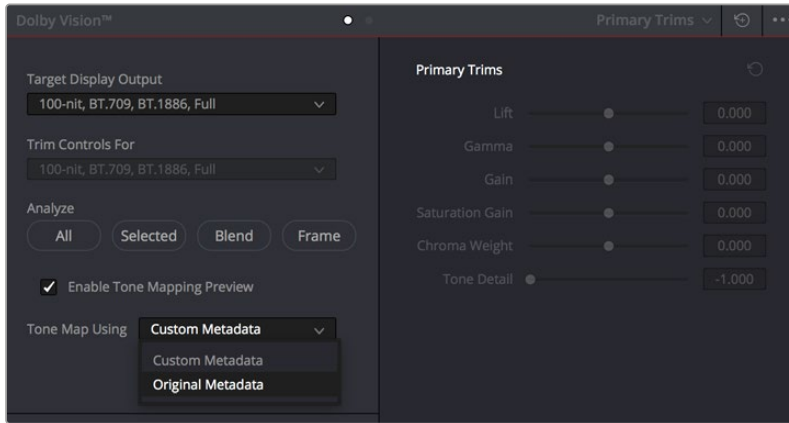 Dolby Vision™
Primary Trims
Target Display Output
100-nit, BT.709, BT.1886, Full
Trim Controls For
100-nit, BT.709, BT.1886, Full
Analyze
All Selected Blend Frame
Enable Tone Mapping Preview
Tone Map Using Custom Metadata
Custom Metadata
Original Metadata
Primary Trims
Lift 0.000
Gamma 0.000
Gain 0.000
Saturation Gain 0.000
Chroma Weight 0.000
Tone Detail -1.000